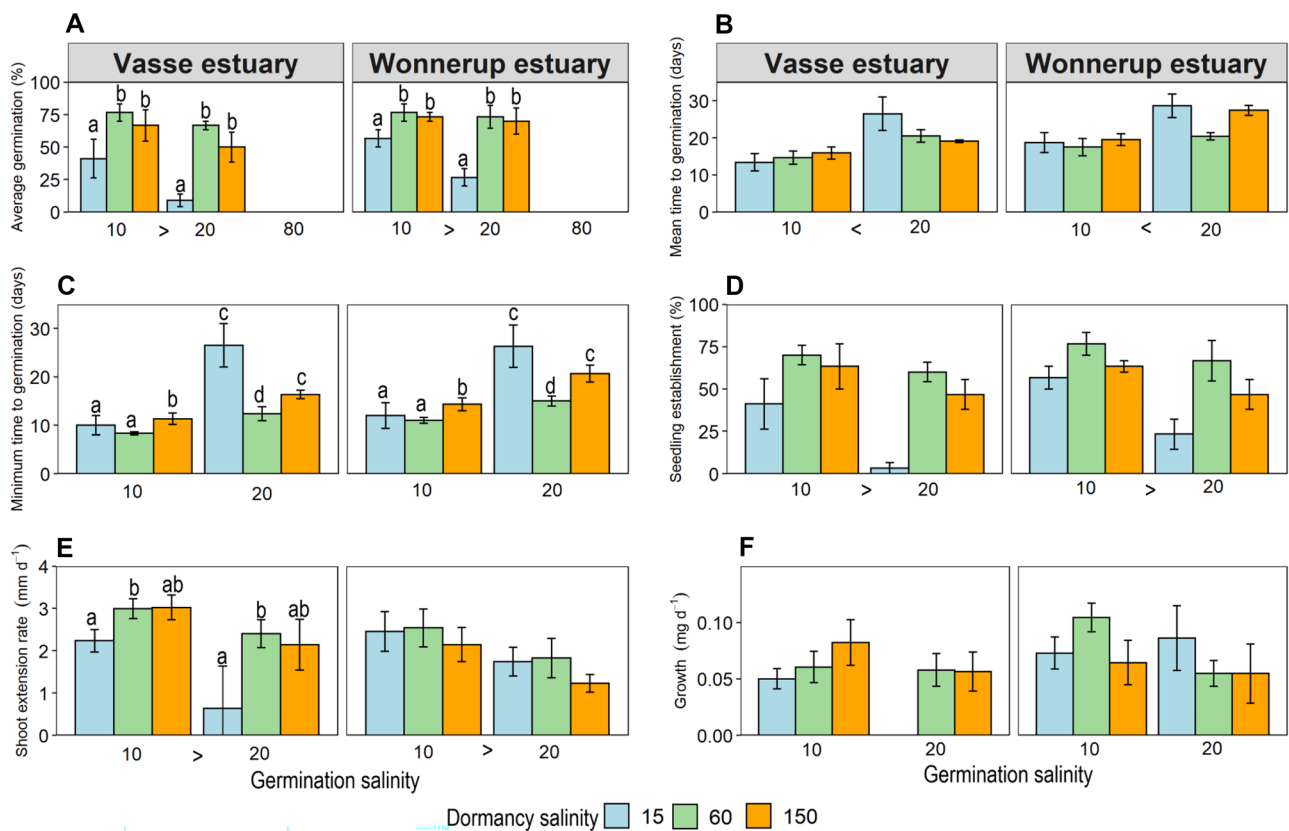 A
Vasse estuary Wonnerup estuary
Average germination (%)
100
75
50
25
0
a b b a b b a b b a b b
10 > 20 80 10 > 20 80
B
Vasse estuary Wonnerup estuary
Mean time to germination (days)
30
20
10
0
10 < 20 10 < 20
C
Minimum time to germination (days)
30
20
10
0
a a b c d c a a b c d c
10 20 10 20
D
Seedling establishment (%)
100
75
50
25
0
10 > 20 10 > 20
E
Shoot extension rate (mm d⁻¹)
4
3
2
1
0
a b ab a b ab
10 > 20 10 > 20
Germination salinity
F
Growth (mg d⁻¹)
0.10
0.05
0.00
10 20 10 20
Germination salinity
Dormancy salinity 15 60 150